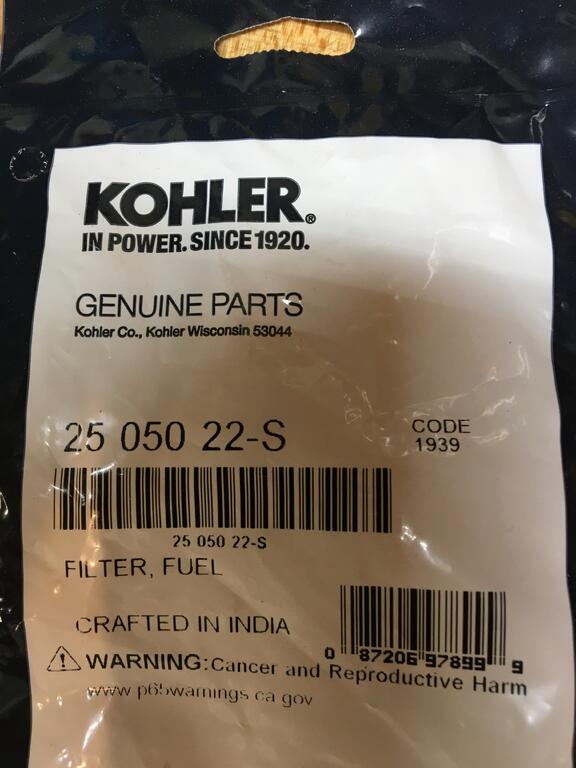 KOHLER®
IN POWER. SINCE 1920.
GENUINE PARTS
Kohler Co., Kohler Wisconsin 53044
25 050 22-S
CODE
1939
25 050 22-S
FILTER, FUEL
CRAFTED IN INDIA
0 87206 97899 9
WARNING: Cancer and Reproductive Harm
www p65warnings ca gov